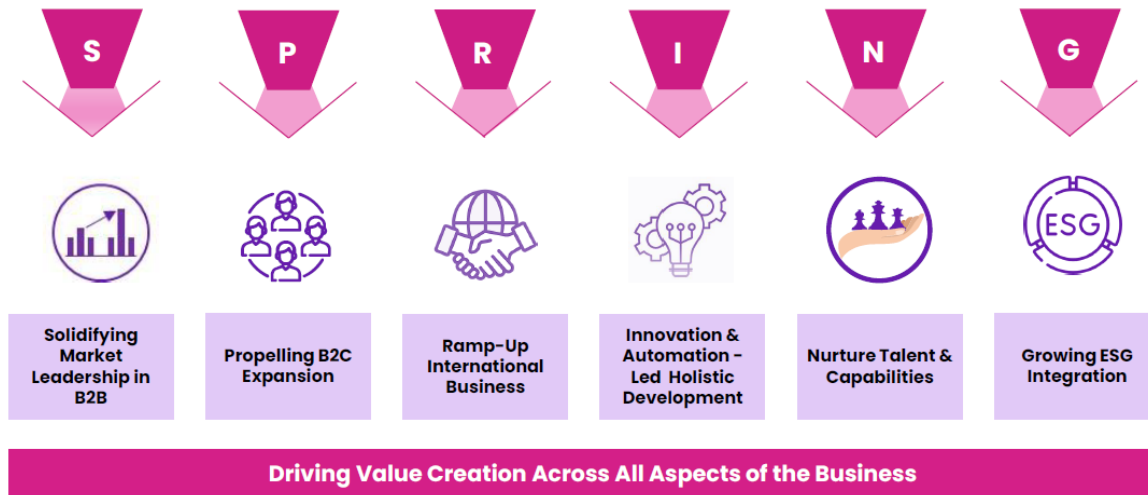 S
P
R
I
N
G
ESG
Solidifying
Market
Leadership in
B2B
Propelling B2C
Expansion
Ramp-Up
International
Business
Innovation &
Automation -
Led Holistic
Development
Nurture Talent &
Capabilities
Growing ESG
Integration
Driving Value Creation Across All Aspects of the Business